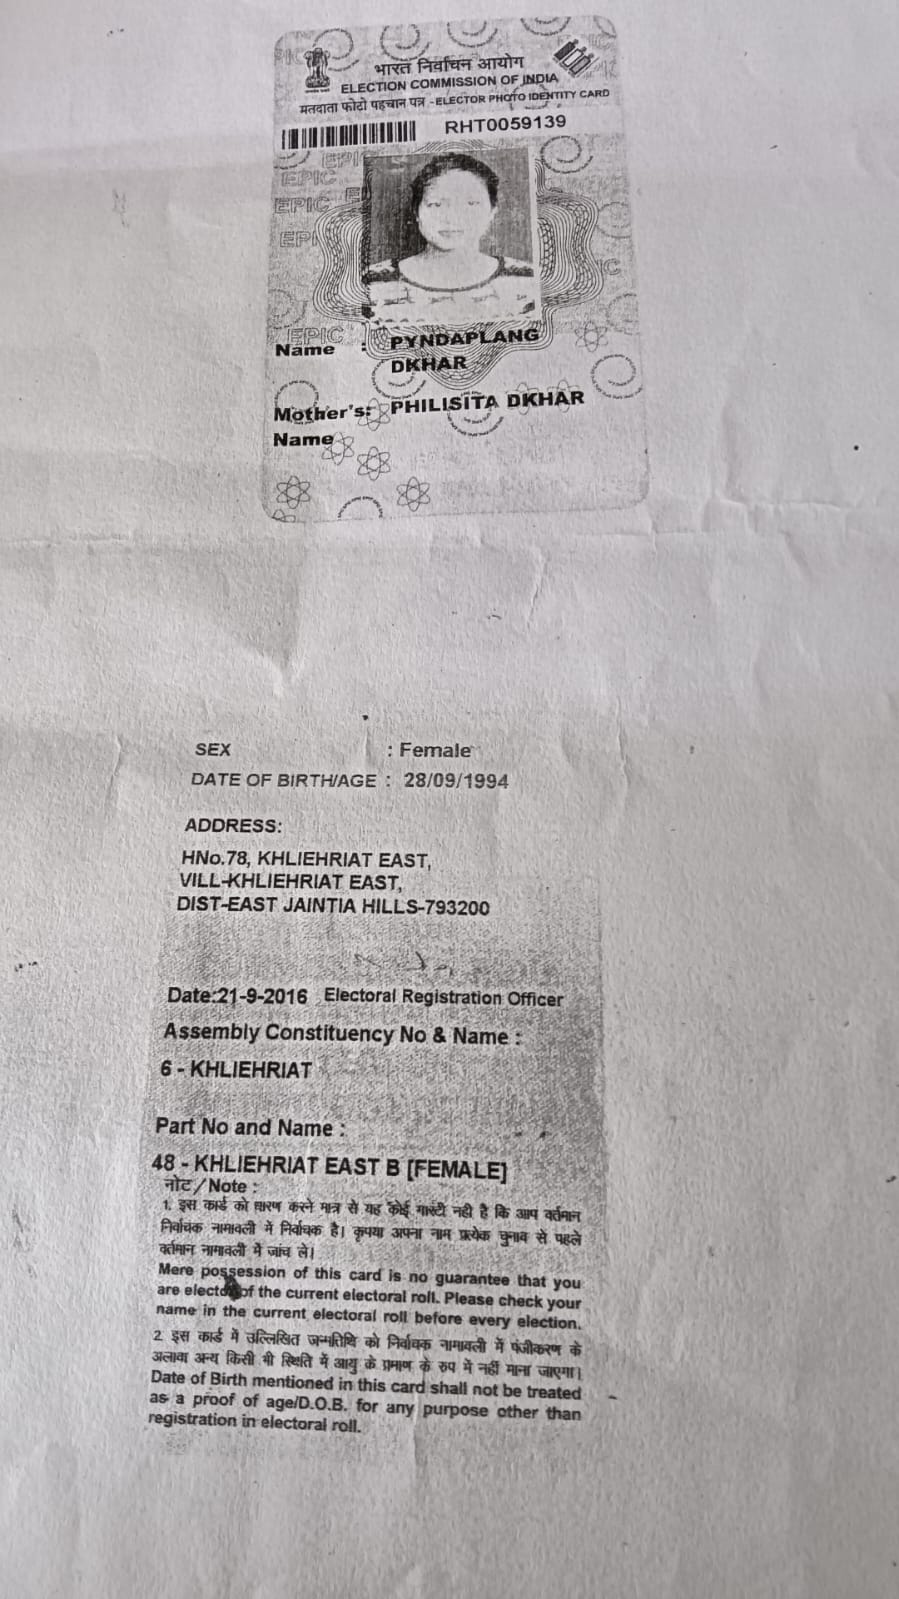 भारत निर्वाचन आयोग
ELECTION COMMISSION OF INDIA
मतदाता फोटो पहचान पत्र - ELECTOR PHOTO IDENTITY CARD
RHT0059139
EPIC
EPIC
EPIC
EPIC
Name : PYNDAPLANG
DKHAR
Mother's: PHILISITA DKHAR
Name
SEX : Female
DATE OF BIRTH/AGE : 28/09/1994
ADDRESS:
HNo.78, KHLIEHRIAT EAST,
VILL-KHLIEHRIAT EAST,
DIST-EAST JAINTIA HILLS-793200
Date:21-9-2016 Electoral Registration Officer
Assembly Constituency No & Name :
6 - KHLIEHRIAT
Part No and Name :
48 - KHLIEHRIAT EAST B [FEMALE]
नोट / Note :
1. इस कार्ड को धारण करने मात्र से यह कोई गारंटी नही है कि आप वर्तमान
निर्वाचक नामावली में निर्वाचक है। कृपया अपना नाम प्रत्येक चुनाव से पहले
वर्तमान नामावली में जांच ले।
Mere possession of this card is no guarantee that you
are elector of the current electoral roll. Please check your
name in the current electoral roll before every election.
2. इस कार्ड में उल्लिखित जन्मतिथि को निर्वाचक नामावली में पंजीकरण के
अलावा अन्य किसी भी स्थिति में आयु के प्रमाण के रुप में नहीं माना जाएगा।
Date of Birth mentioned in this card shall not be treated
as a proof of age/D.O.B. for any purpose other than
registration in electoral roll.